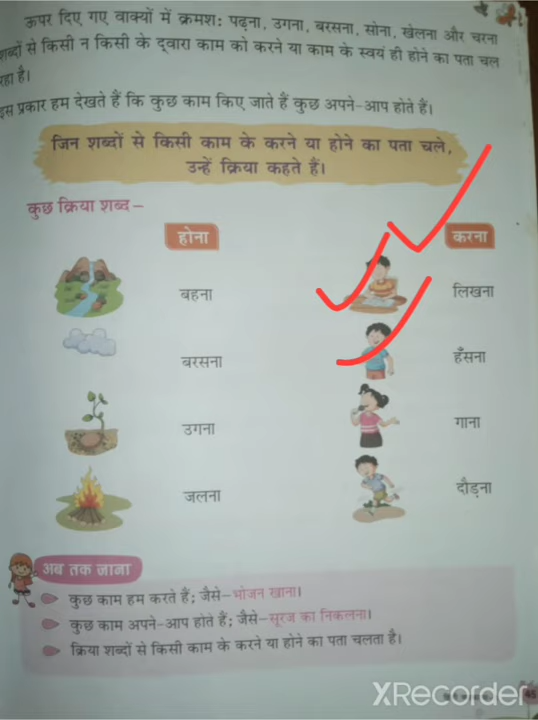 ऊपर दिए गए वाक्यों में क्रमश: पढ़ना, उगना, बरसना, सोना, खेलना और चरना
शब्दों से किसी न किसी के द्वारा काम को करने या काम के स्वयं ही होने का पता चल
रहा है।
इस प्रकार हम देखते हैं कि कुछ काम किए जाते हैं कुछ अपने-आप होते हैं।
जिन शब्दों से किसी काम के करने या होने का पता चले,
उन्हें क्रिया कहते हैं।
कुछ क्रिया शब्द–
होना करना
बहना लिखना
बरसना हँसना
उगना गाना
जलना दौड़ना
अब तक जाना
कुछ काम हम करते हैं; जैसे–भोजन खाना।
कुछ काम अपने-आप होते हैं; जैसे–सूरज का निकलना।
क्रिया शब्दों से किसी काम के करने या होने का पता चलता है।
XRecorder